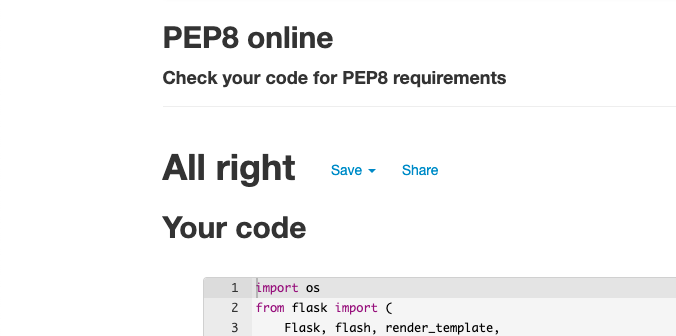 PEP8 online
Check your code for PEP8 requirements
All right Save Share
Your code
1 import os
2 from flask import (
3     Flask, flash, render_template,